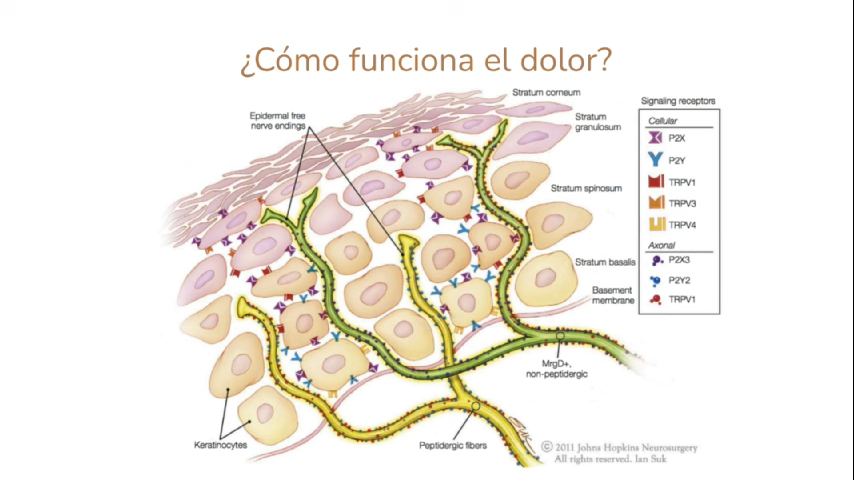 ¿Cómo funciona el dolor?
Stratum corneum
Epidermal free
nerve endings
Stratum
granulosum
Stratum spinosum
Stratum basalis
Basement
membrane
MrgD+,
non-peptidergic
Keratinocytes
Peptidergic fibers
Signaling receptors
Cellular
P2X
P2Y
TRPV1
TRPV3
TRPV4
Axonal
P2X3
P2Y2
TRPV1
© 2011 Johns Hopkins Neurosurgery
All rights reserved. Ian Suk